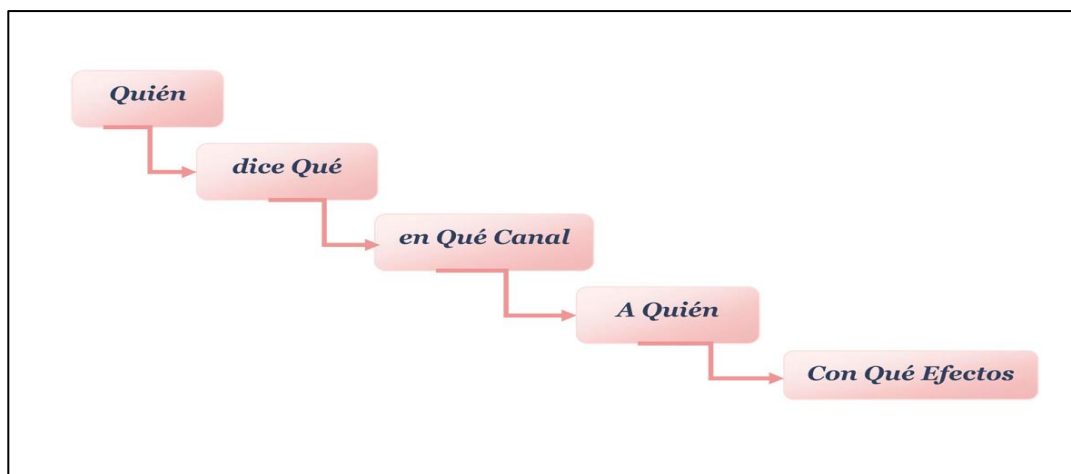 Quién
dice Qué
en Qué Canal
A Quién
Con Qué Efectos